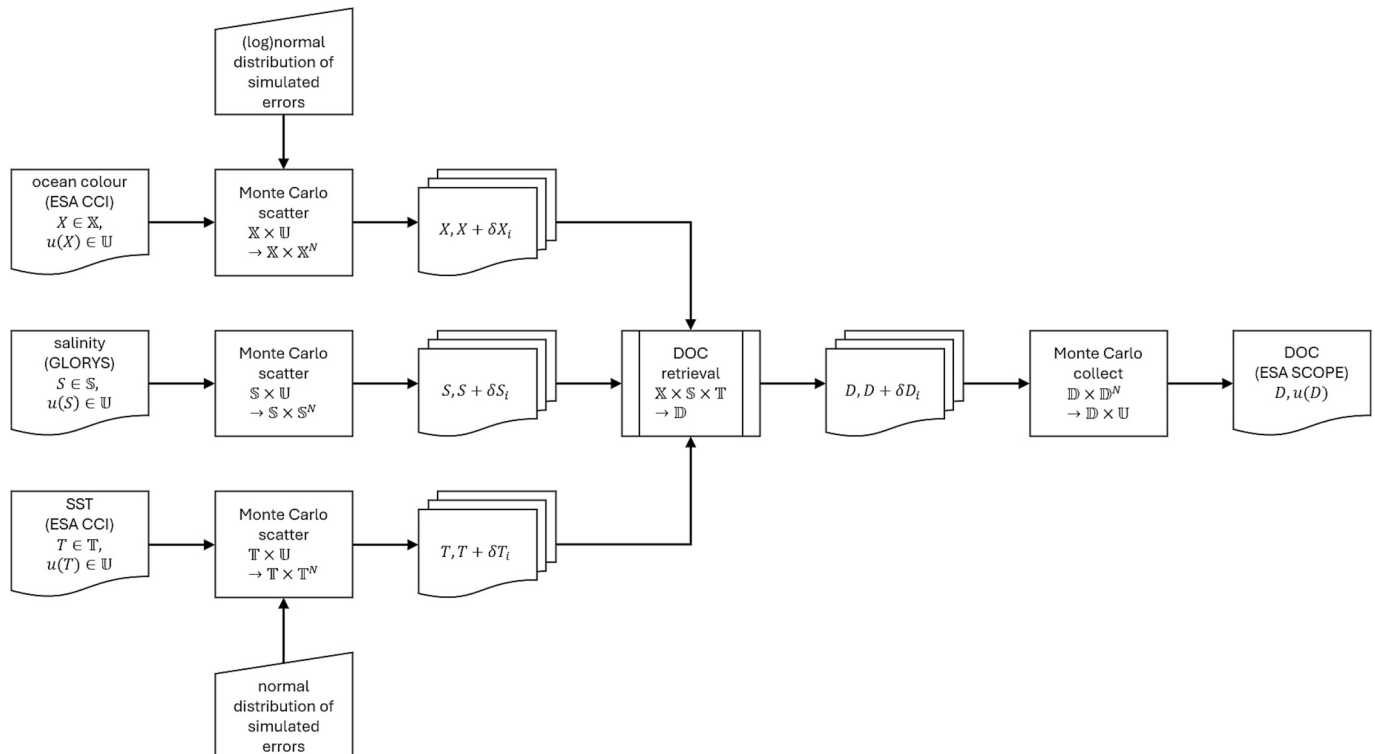 (log)normal
distribution of
simulated
errors
ocean colour
(ESA CCI)
X ∈ 𝕏,
u(X) ∈ 𝕌
Monte Carlo
scatter
𝕏 × 𝕌
→ 𝕏 × 𝕏^N
X, X + δX_i
salinity
(GLORYS)
S ∈ 𝕊,
u(S) ∈ 𝕌
Monte Carlo
scatter
𝕊 × 𝕌
→ 𝕊 × 𝕊^N
S, S + δS_i
DOC
retrieval
𝕏 × 𝕊 × 𝕋
→ 𝔻
D, D + δD_i
Monte Carlo
collect
𝔻 × 𝔻^N
→ 𝔻 × 𝕌
DOC
(ESA SCOPE)
D, u(D)
SST
(ESA CCI)
T ∈ 𝕋,
u(T) ∈ 𝕌
Monte Carlo
scatter
𝕋 × 𝕌
→ 𝕋 × 𝕋^N
T, T + δT_i
normal
distribution of
simulated
errors